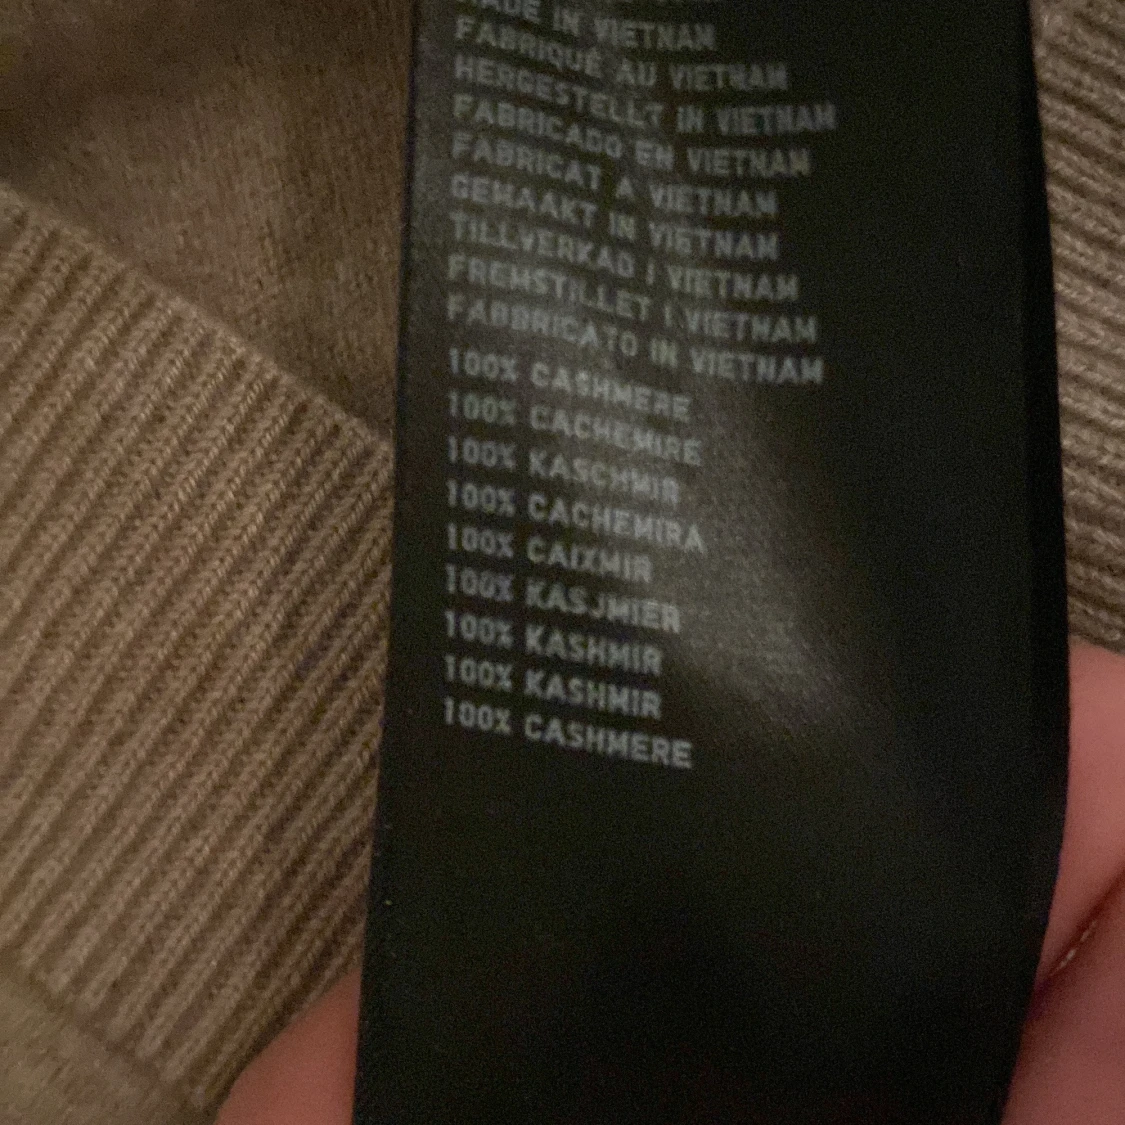 MADE IN VIETNAM
FABRIQUÉ AU VIETNAM
HERGESTELLT IN VIETNAM
FABRICADO EN VIETNAM
FABRICAT A VIETNAM
GEMAAKT IN VIETNAM
TILLVERKAD I VIETNAM
FREMSTILLET I VIETNAM
FABBRICATO IN VIETNAM
100% CASHMERE
100% CACHEMIRE
100% KASCHMIR
100% CACHEMIRA
100% CAIXMIR
100% KASJMIER
100% KASHMIR
100% KASHMIR
100% CASHMERE